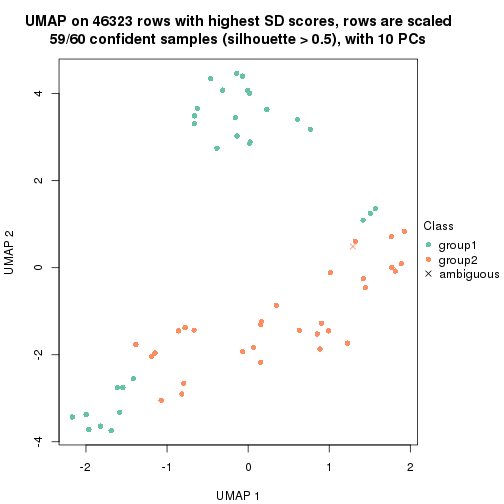 UMAP on 46323 rows with highest SD scores, rows are scaled
59/60 confident samples (silhouette > 0.5), with 10 PCs
4
2
0
-2
-4
UMAP 2
Class
group1
group2
ambiguous
-2
-1
0
1
2
UMAP 1